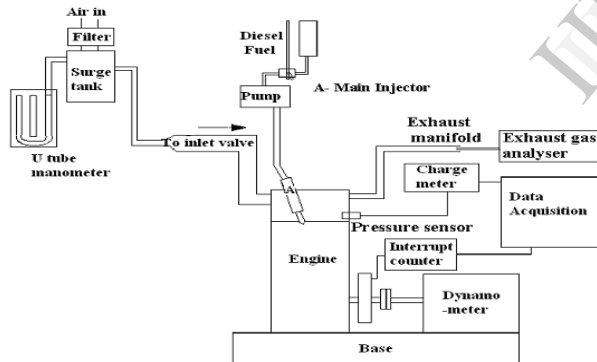 Air in
Filter
Surge
tank
U tube
manometer
To inlet valve
Diesel
Fuel
Pump
A- Main Injector
A
Exhaust
manifold
Exhaust gas
analyser
Charge
meter
Data
Acquisition
Pressure sensor
Interrupt
counter
Engine
Dynamo
-meter
Base